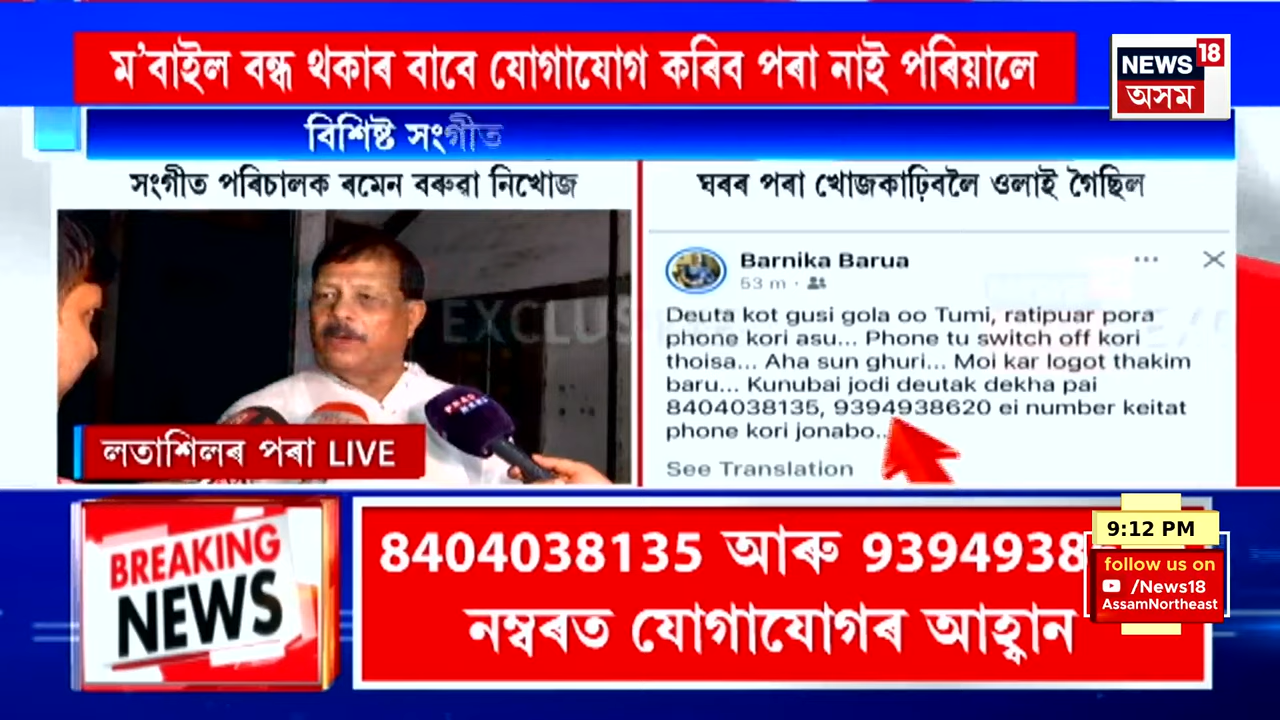 ম'বাইল বন্ধ থকাৰ বাবে যোগাযোগ কৰিব পৰা নাই পৰিয়ালে
NEWS 18
অসম
বিশিষ্ট সংগীত
সংগীত পৰিচালক ৰমেন বৰুৱা নিখোজ
ঘৰৰ পৰা খোজকাঢ়িবলৈ ওলাই গৈছিল
EXCLUS
Barnika Barua
53 m
Deuta kot gusi gola oo Tumi, ratipuar pora
phone kori asu... Phone tu switch off kori
thoisa... Aha sun ghuri... Moi kar logot thakim
baru... Kunubai jodi deutak dekha pai
8404038135, 9394938620 ei number keitat
phone kori jonabo..
See Translation
লতাশিলৰ পৰা LIVE
BREAKING
NEWS
8404038135 আৰু 9394938
নম্বৰত যোগাযোগৰ আহ্বান
9:12 PM
follow us on
/News18
AssamNortheast